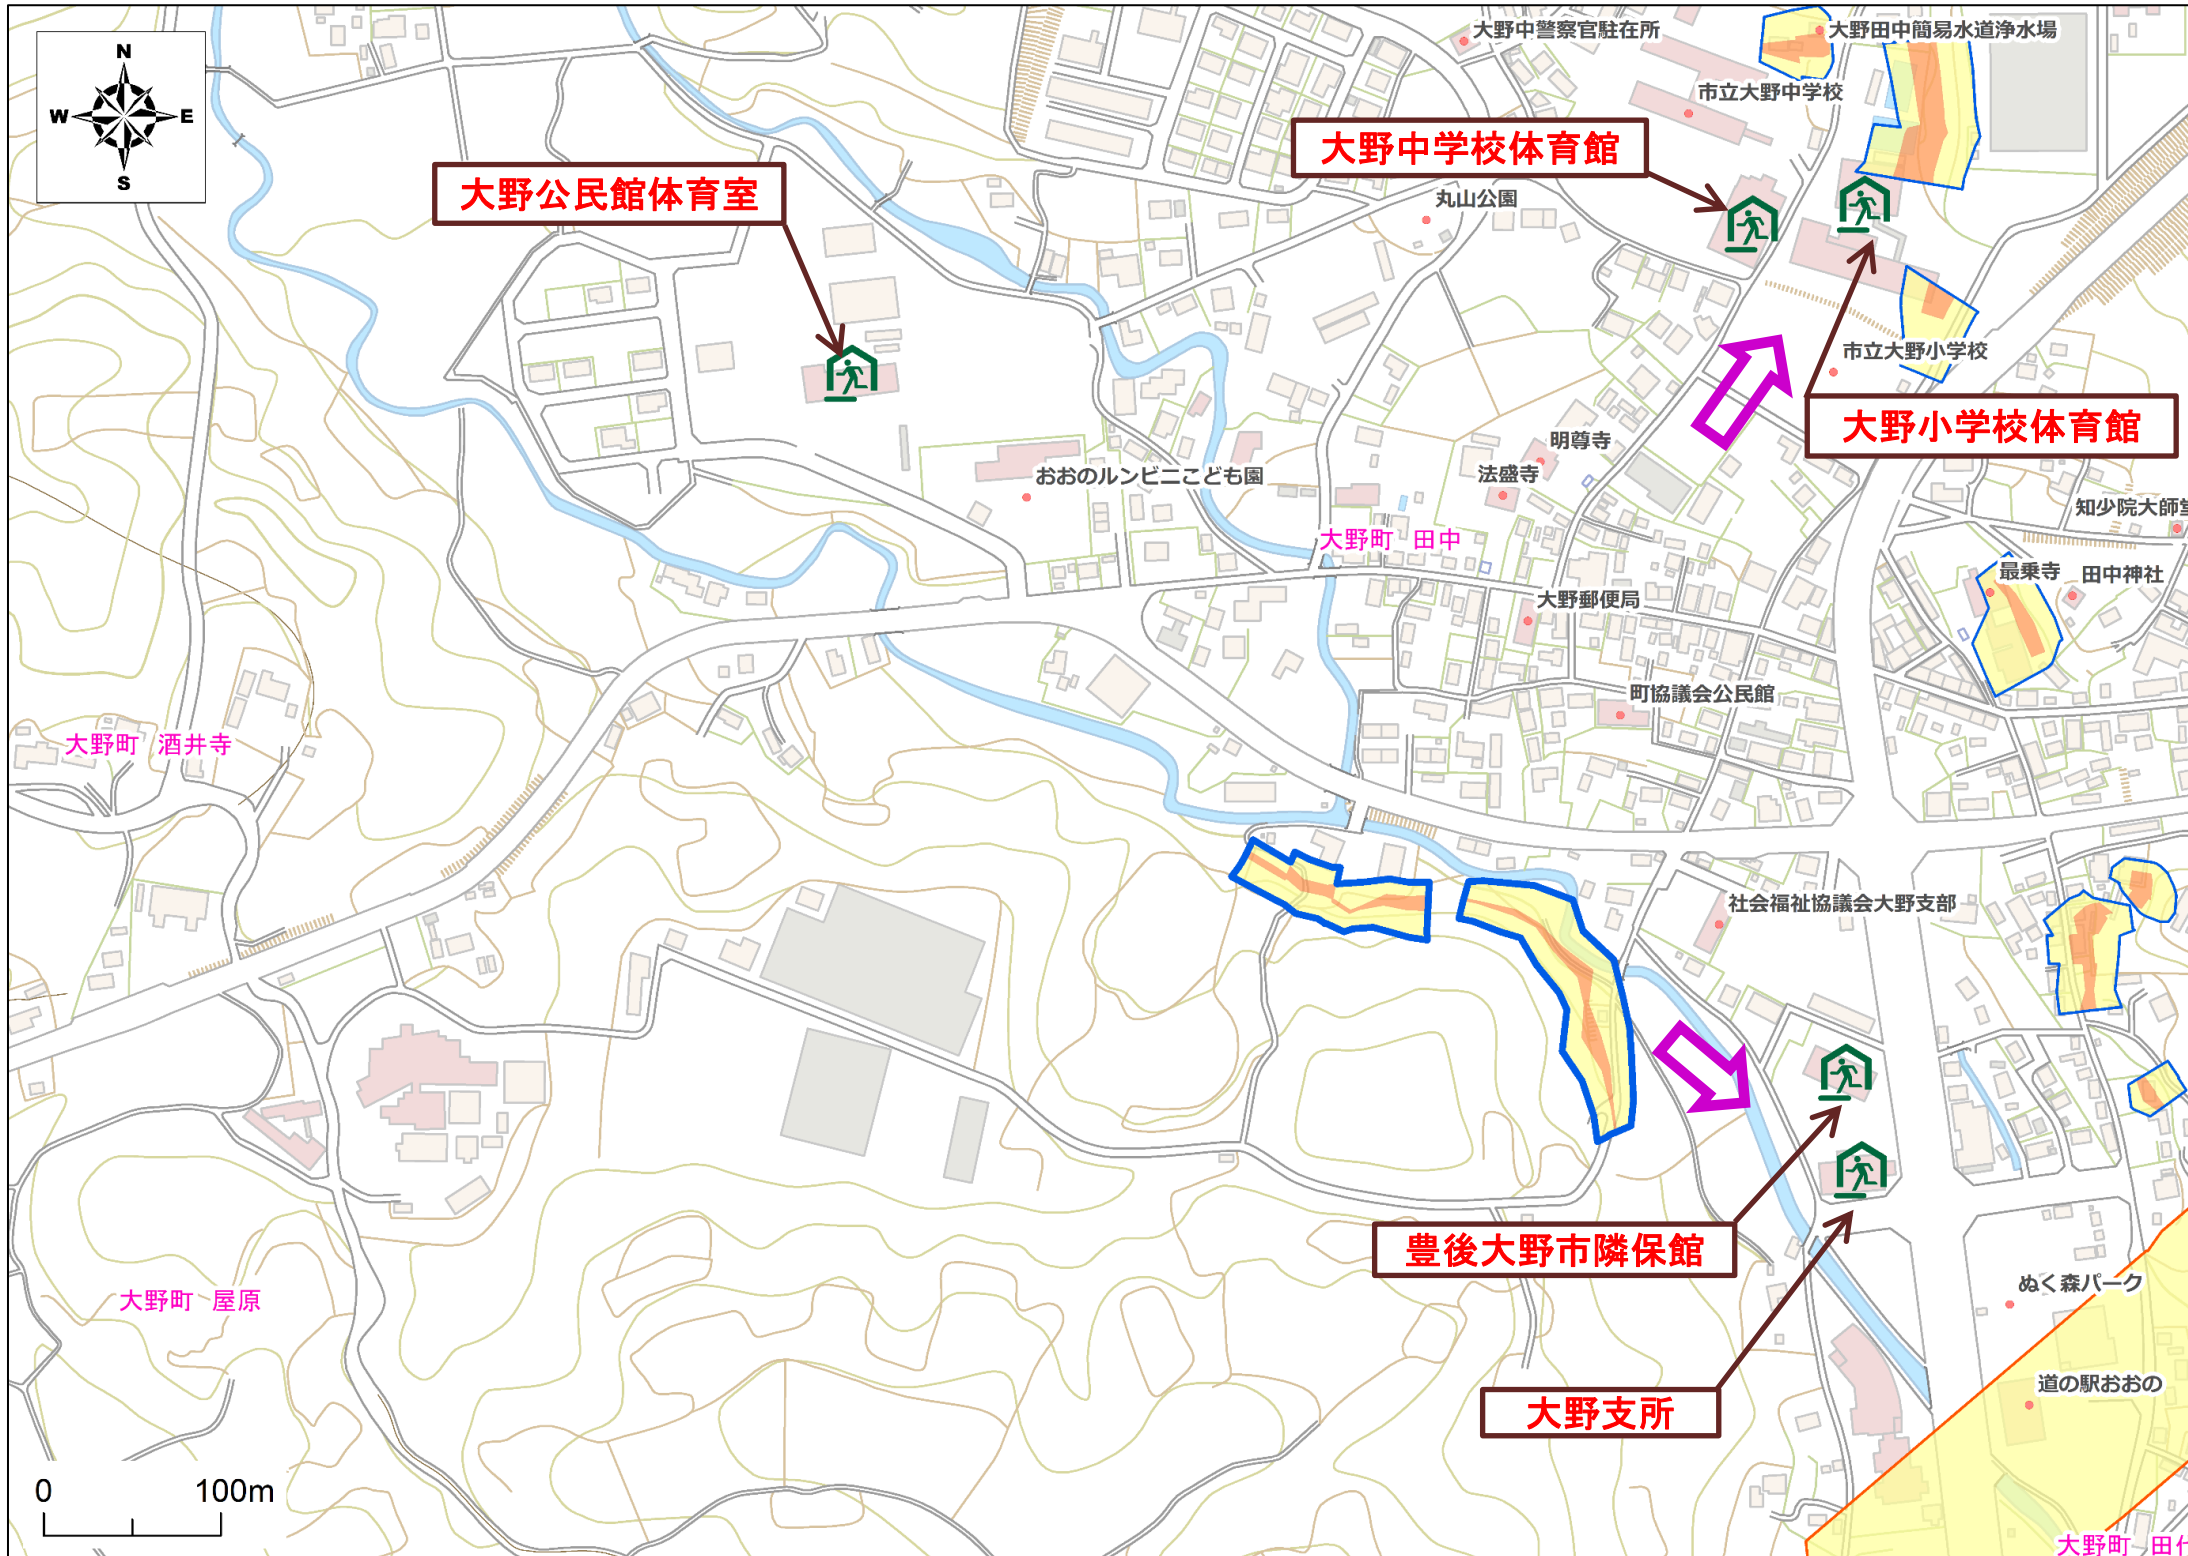 N
W
E
S
大野中警察官駐在所
大野田中簡易水道浄水場
市立大野中学校
大野中学校体育館
大野公民館体育室
丸山公園
市立大野小学校
大野小学校体育館
明尊寺
法盛寺
おおのルンビニこども園
知少院大師堂
大野町 田中
最乗寺
田中神社
大野郵便局
町協議会公民館
大野町 酒井寺
社会福祉協議会大野支部
豊後大野市隣保館
ぬく森パーク
大野町 屋原
道の駅おおの
大野支所
0
100m
大野町 田代